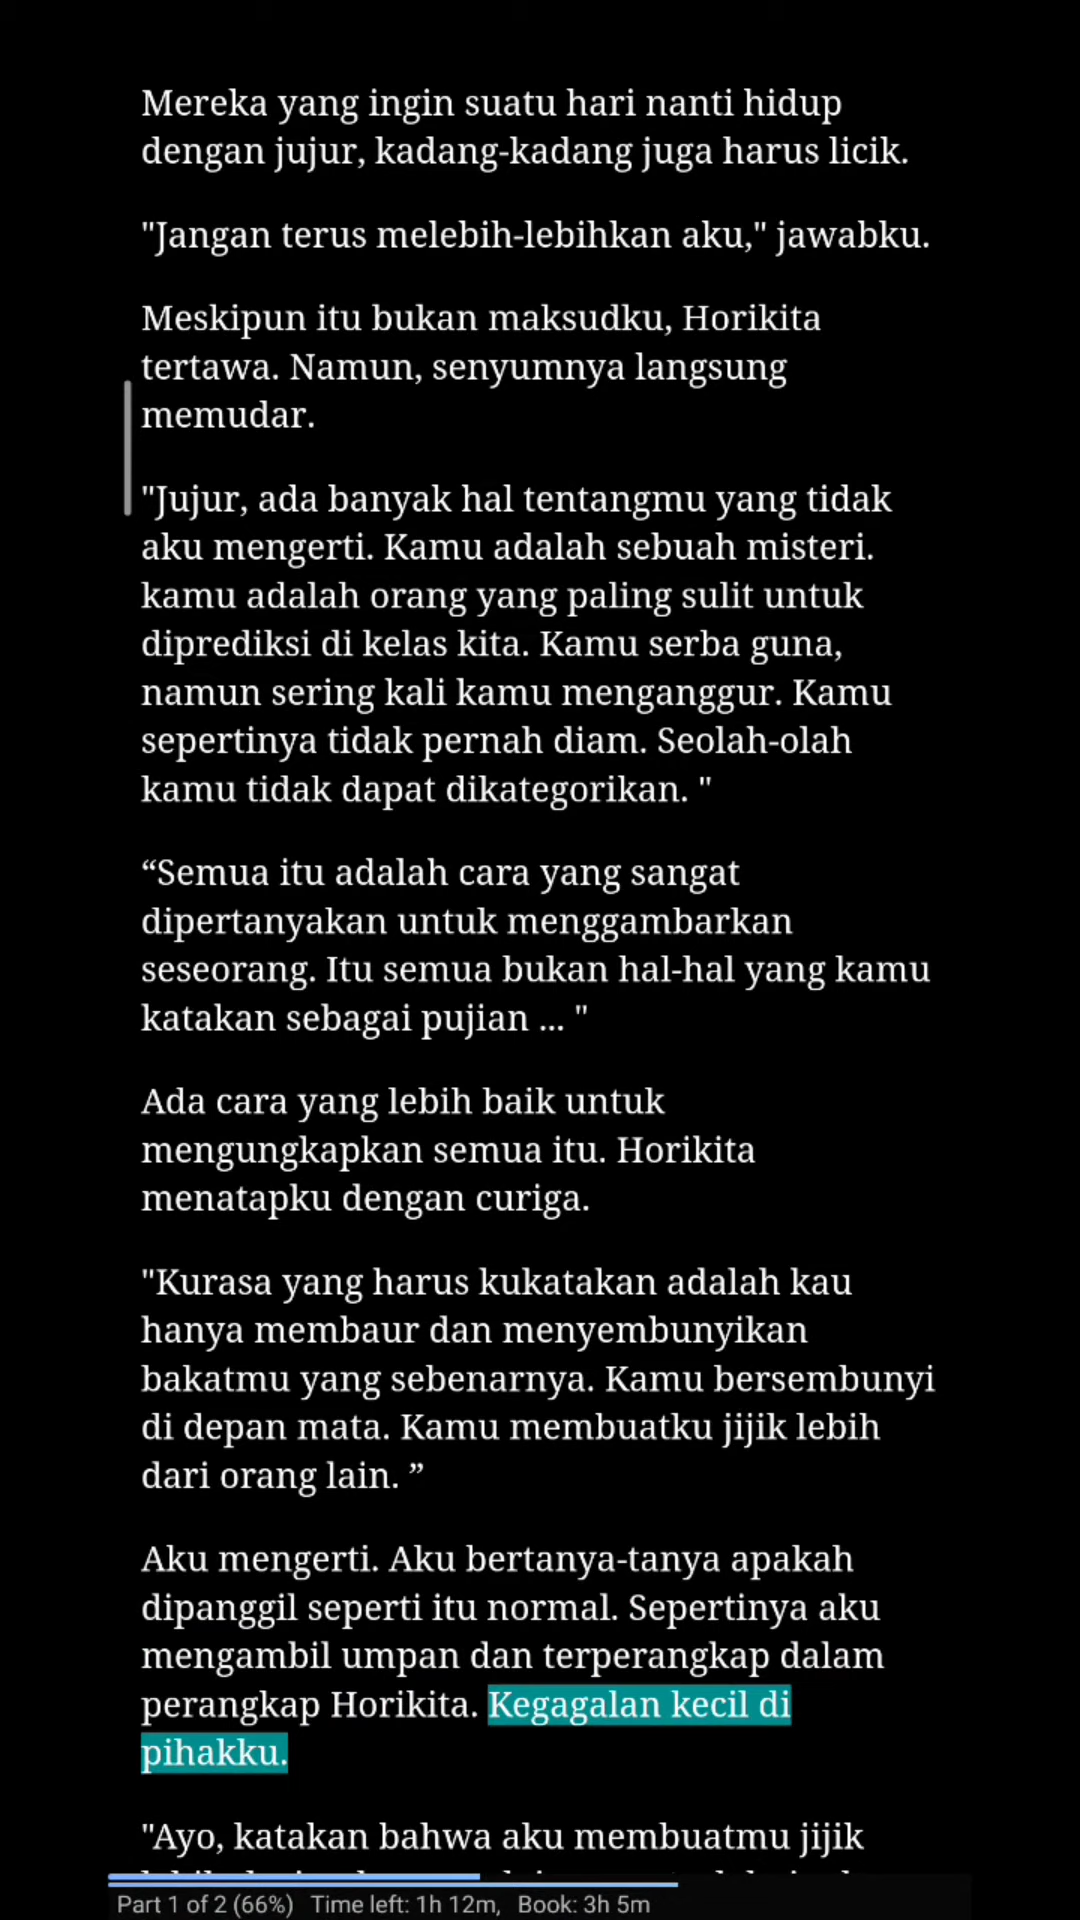 Mereka yang ingin suatu hari nanti hidup
dengan jujur, kadang-kadang juga harus licik.
"Jangan terus melebih-lebihkan aku," jawabku.
Meskipun itu bukan maksudku, Horikita
tertawa. Namun, senyumnya langsung
memudar.
"Jujur, ada banyak hal tentangmu yang tidak
aku mengerti. Kamu adalah sebuah misteri.
kamu adalah orang yang paling sulit untuk
diprediksi di kelas kita. Kamu serba guna,
namun sering kali kamu menganggur. Kamu
sepertinya tidak pernah diam. Seolah-olah
kamu tidak dapat dikategorikan. "
“Semua itu adalah cara yang sangat
dipertanyakan untuk menggambarkan
seseorang. Itu semua bukan hal-hal yang kamu
katakan sebagai pujian ... "
Ada cara yang lebih baik untuk
mengungkapkan semua itu. Horikita
menatapku dengan curiga.
"Kurasa yang harus kukatakan adalah kau
hanya membaur dan menyembunyikan
bakatmu yang sebenarnya. Kamu bersembunyi
di depan mata. Kamu membuatku jijik lebih
dari orang lain. ”
Aku mengerti. Aku bertanya-tanya apakah
dipanggil seperti itu normal. Sepertinya aku
mengambil umpan dan terperangkap dalam
perangkap Horikita. Kegagalan kecil di
pihakku.
"Ayo, katakan bahwa aku membuatmu jijik
Part 1 of 2 (66%) Time left: 1h 12m, Book: 3h 5m